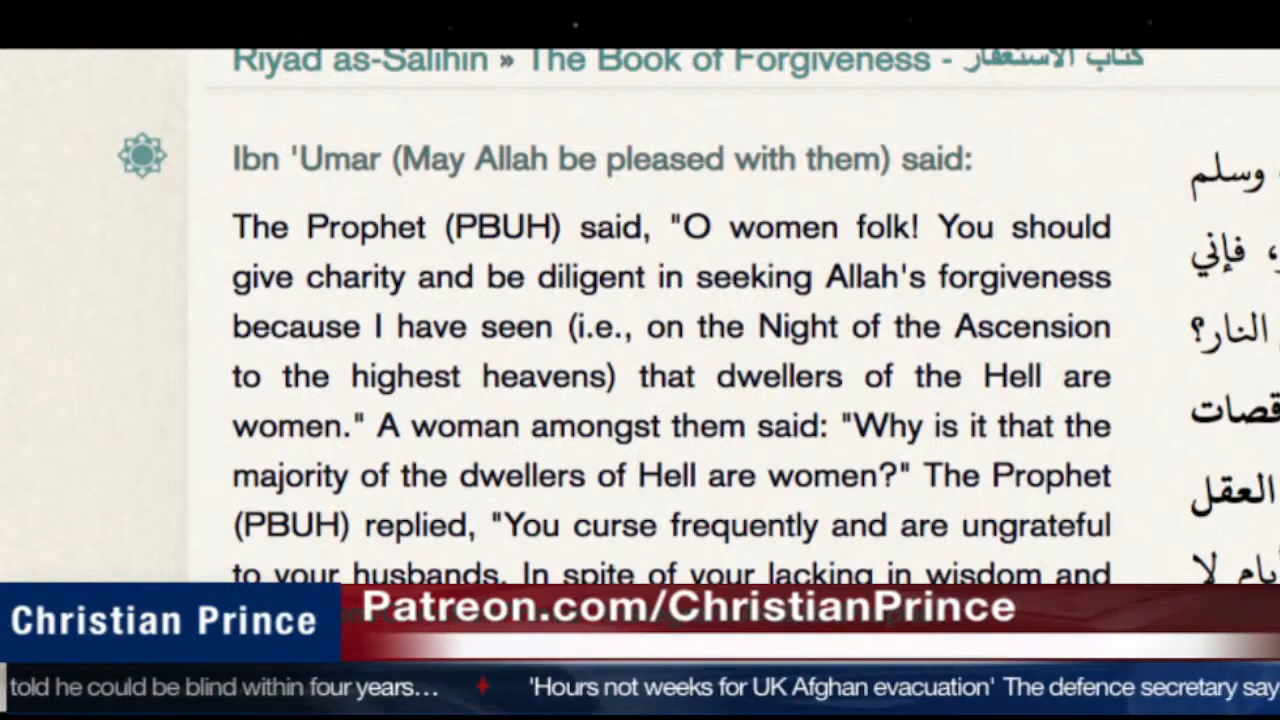 Riyad as-Salihin » The Book of Forgiveness - كتاب الاستغفار
Ibn 'Umar (May Allah be pleased with them) said:
The Prophet (PBUH) said, "O women folk! You should
give charity and be diligent in seeking Allah's forgiveness
because I have seen (i.e., on the Night of the Ascension
to the highest heavens) that dwellers of the Hell are
women." A woman amongst them said: "Why is it that the
majority of the dwellers of Hell are women?" The Prophet
(PBUH) replied, "You curse frequently and are ungrateful
to your husbands. In spite of your lacking in wisdom and
وسلم
، فإني
النار؟
العقل
لا
Christian Prince
Patreon.com/ChristianPrince
told he could be blind within four years... 'Hours not weeks for UK Afghan evacuation' The defence secretary say